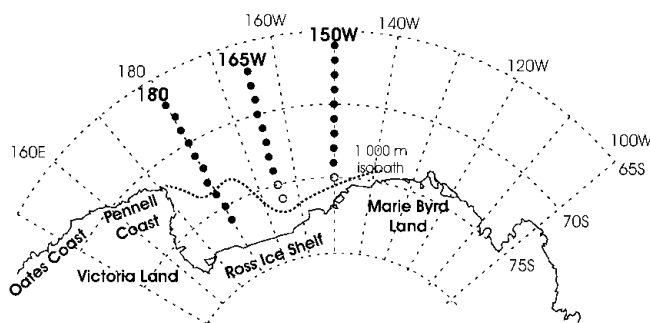 160W
150W
140W
165W
180
120W
180
100W
65S
1 000 m
isobath
160E
Pennell
Coast
Marie Byrd
Land
70S
Oates Coast
Ross Ice Shelf
75S
Victoria Land